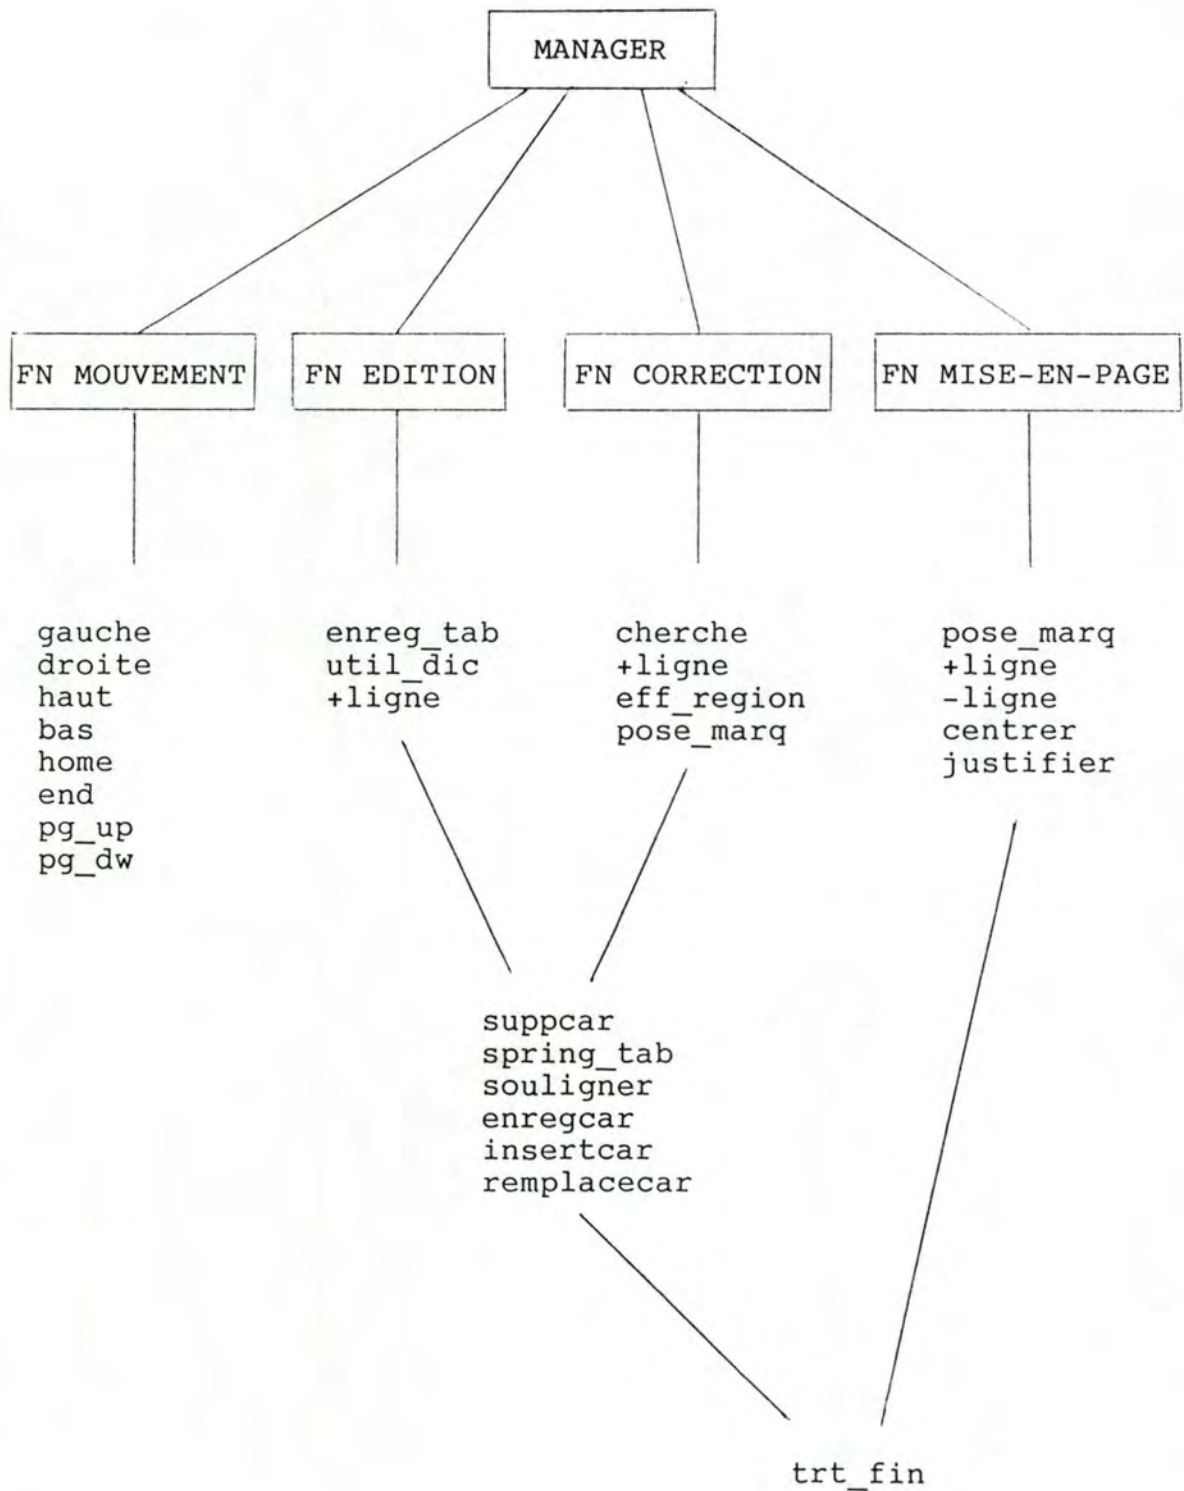 MANAGER
FN MOUVEMENT
FN EDITION
FN CORRECTION
FN MISE-EN-PAGE
gauche
droite
haut
bas
home
end
pg_up
pg_dw
enreg_tab
util_dic
+ligne
cherche
+ligne
eff_region
pose_marq
pose_marq
+ligne
-ligne
centrer
justifier
suppcar
spring_tab
souligner
enregcar
insertcar
remplacecar
trt_fin